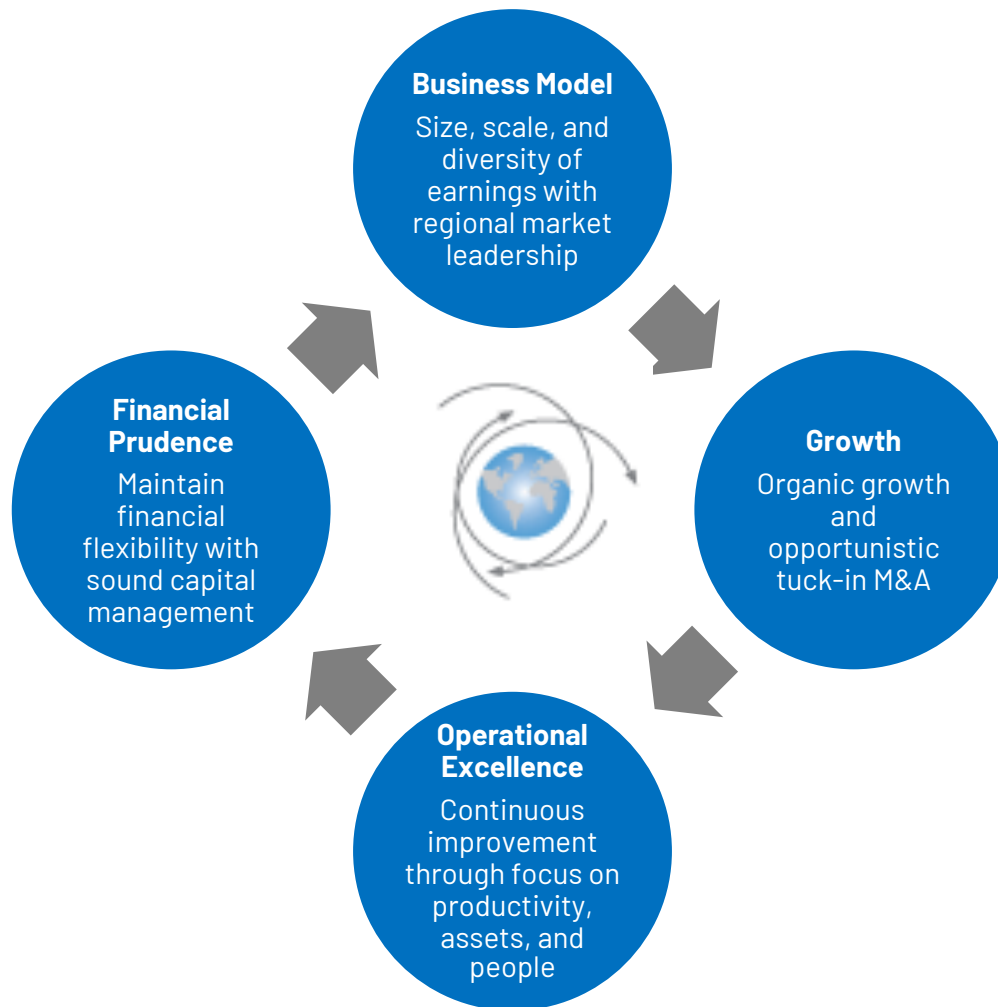 Business Model
Size, scale, and
diversity of
earnings with
regional market
leadership
Growth
Organic growth
and
opportunistic
tuck-in M&A
Operational
Excellence
Continuous
improvement
through focus on
productivity,
assets, and
people
Financial
Prudence
Maintain
financial
flexibility with
sound capital
management